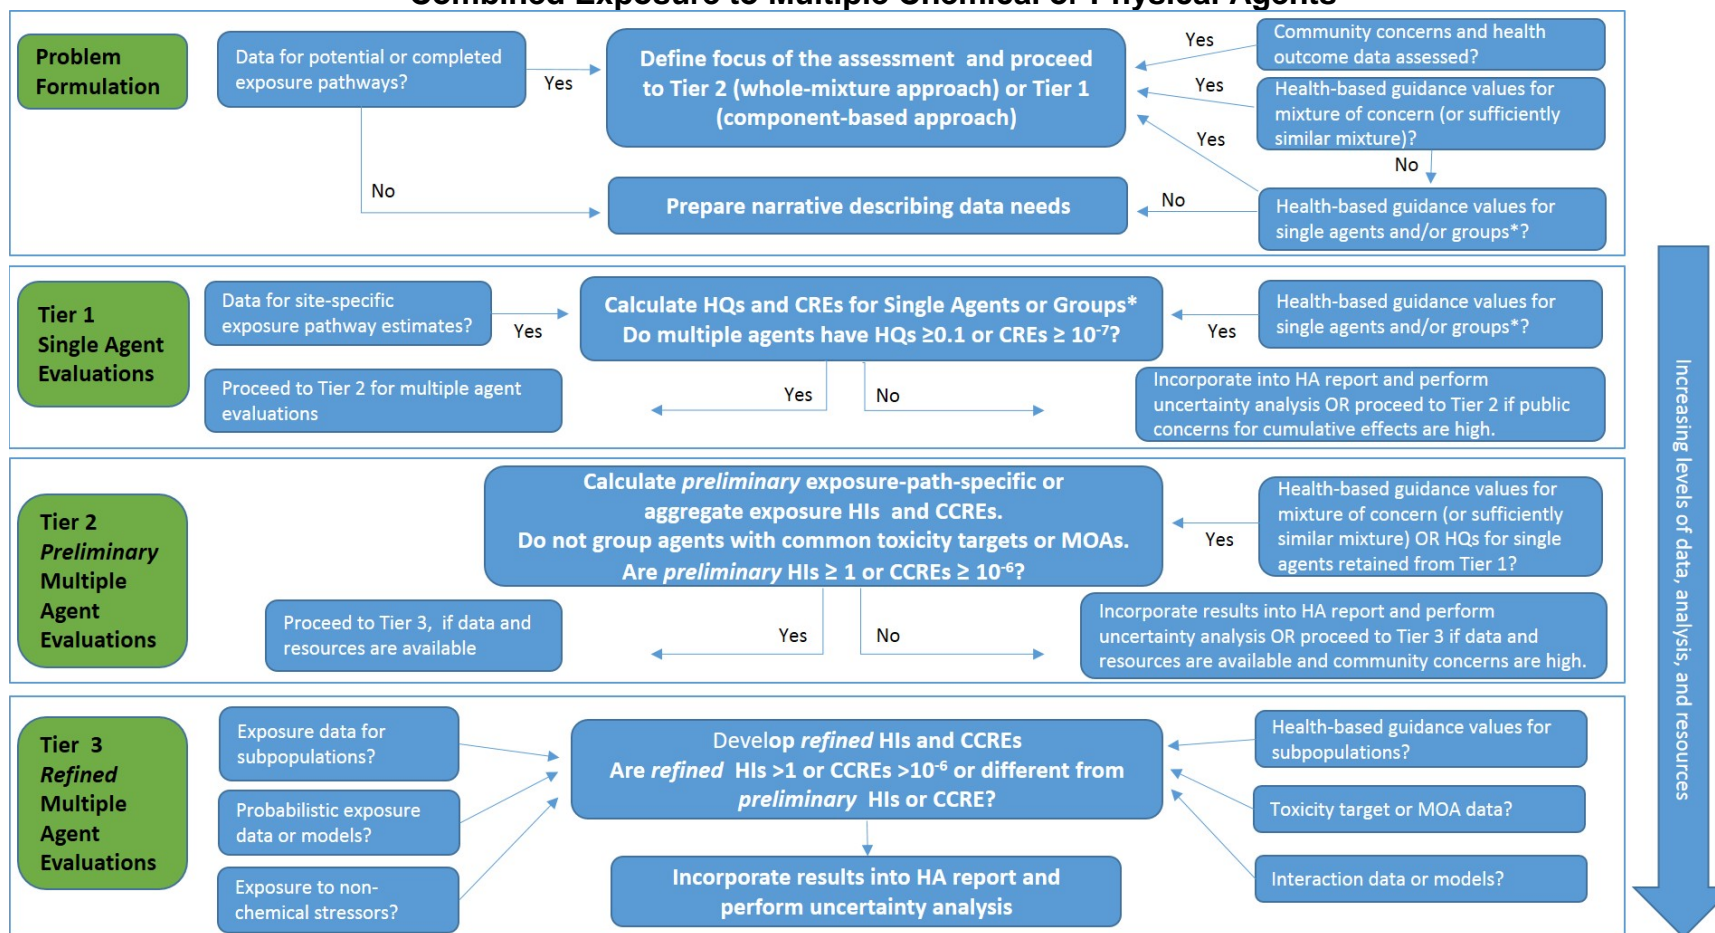 Combined Exposure to Multiple Chemical or Physical Agents
Problem
Formulation
Data for potential or completed
exposure pathways?
Yes
No
Define focus of the assessment and proceed
to Tier 2 (whole-mixture approach) or Tier 1
(component-based approach)
Prepare narrative describing data needs
Yes
Community concerns and health
outcome data assessed?
Yes
Health-based guidance values for
mixture of concern (or sufficiently
similar mixture)?
Yes
No
No
Health-based guidance values for
single agents and/or groups*?
Tier 1
Single Agent
Evaluations
Data for site-specific
exposure pathway estimates?
Yes
Calculate HQs and CREs for Single Agents or Groups*
Do multiple agents have HQs ≥0.1 or CREs ≥ 10⁻⁷?
Yes
Health-based guidance values for
single agents and/or groups*?
Proceed to Tier 2 for multiple agent
evaluations
Yes
No
Incorporate into HA report and perform
uncertainty analysis OR proceed to Tier 2 if public
concerns for cumulative effects are high.
Tier 2
Preliminary
Multiple
Agent
Evaluations
Calculate preliminary exposure-path-specific or
aggregate exposure HIs and CCREs.
Do not group agents with common toxicity targets or MOAs.
Are preliminary HIs ≥ 1 or CCREs ≥ 10⁻⁶?
Yes
Health-based guidance values for
mixture of concern (or sufficiently
similar mixture) OR HQs for single
agents retained from Tier 1?
Proceed to Tier 3, if data and
resources are available
Yes
No
Incorporate results into HA report and perform
uncertainty analysis OR proceed to Tier 3 if data and
resources are available and community concerns are high.
Tier 3
Refined
Multiple
Agent
Evaluations
Exposure data for
subpopulations?
Probabilistic exposure
data or models?
Exposure to non-
chemical stressors?
Develop refined HIs and CCREs
Are refined HIs >1 or CCREs >10⁻⁶ or different from
preliminary HIs or CCRE?
Incorporate results into HA report and
perform uncertainty analysis
Health-based guidance values for
subpopulations?
Toxicity target or MOA data?
Interaction data or models?
Increasing levels of data, analysis, and resources